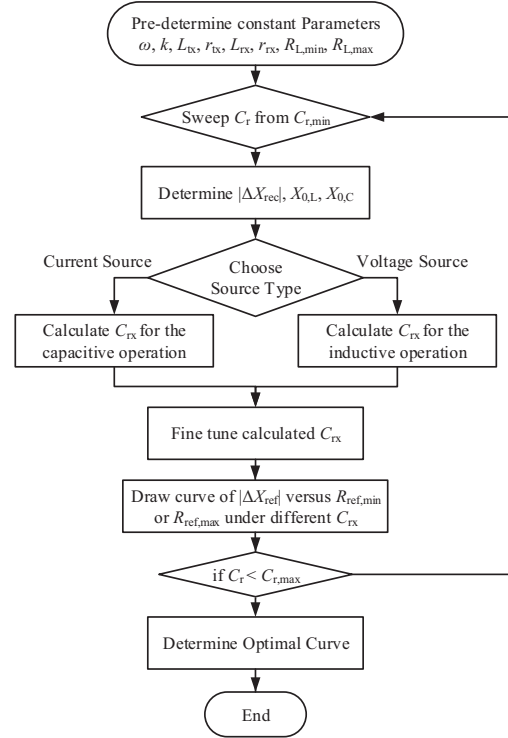 Pre-determine constant Parameters
ω, k, Ltx, rtx, Lrx, rrx, RL,min, RL,max
Sweep Cr from Cr,min
Determine |ΔXrec|, X0,L, X0,C
Current Source
Voltage Source
Choose
Source Type
Calculate Crx for the
capacitive operation
Calculate Crx for the
inductive operation
Fine tune calculated Crx
Draw curve of |ΔXref| versus Rref,min
or Rref,max under different Crx
if Cr < Cr,max
Determine Optimal Curve
End